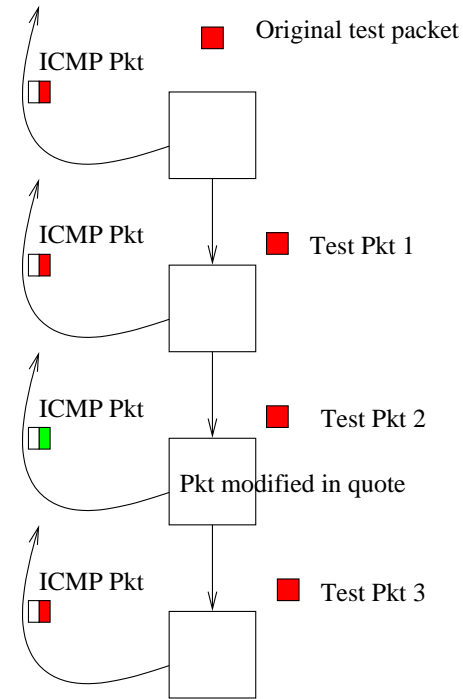 Original test packet
ICMP Pkt
ICMP Pkt
Test Pkt 1
ICMP Pkt
Test Pkt 2
Pkt modified in quote
ICMP Pkt
Test Pkt 3